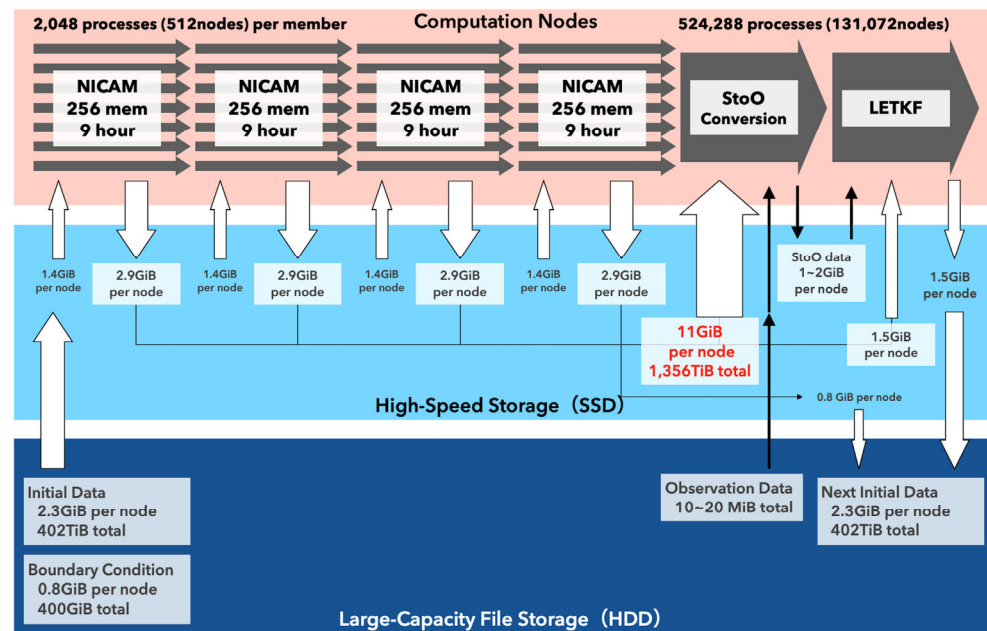 2,048 processes (512nodes) per member
Computation Nodes
524,288 processes (131,072nodes)
NICAM
256 mem
9 hour
NICAM
256 mem
9 hour
NICAM
256 mem
9 hour
NICAM
256 mem
9 hour
StoO
Conversion
LETKF
1.4GiB
per node
2.9GiB
per node
1.4GiB
per node
2.9GiB
per node
1.4GiB
per node
2.9GiB
per node
1.4GiB
per node
2.9GiB
per node
StoO data
1~2GiB
per node
1.5GiB
per node
11GiB
per node
1,356TiB total
1.5GiB
per node
0.8 GiB per node
High-Speed Storage（SSD）
Initial Data
2.3GiB per node
402TiB total
Boundary Condition
0.8GiB per node
400GiB total
Observation Data
10~20 MiB total
Next Initial Data
2.3GiB per node
402TiB total
Large-Capacity File Storage（HDD）